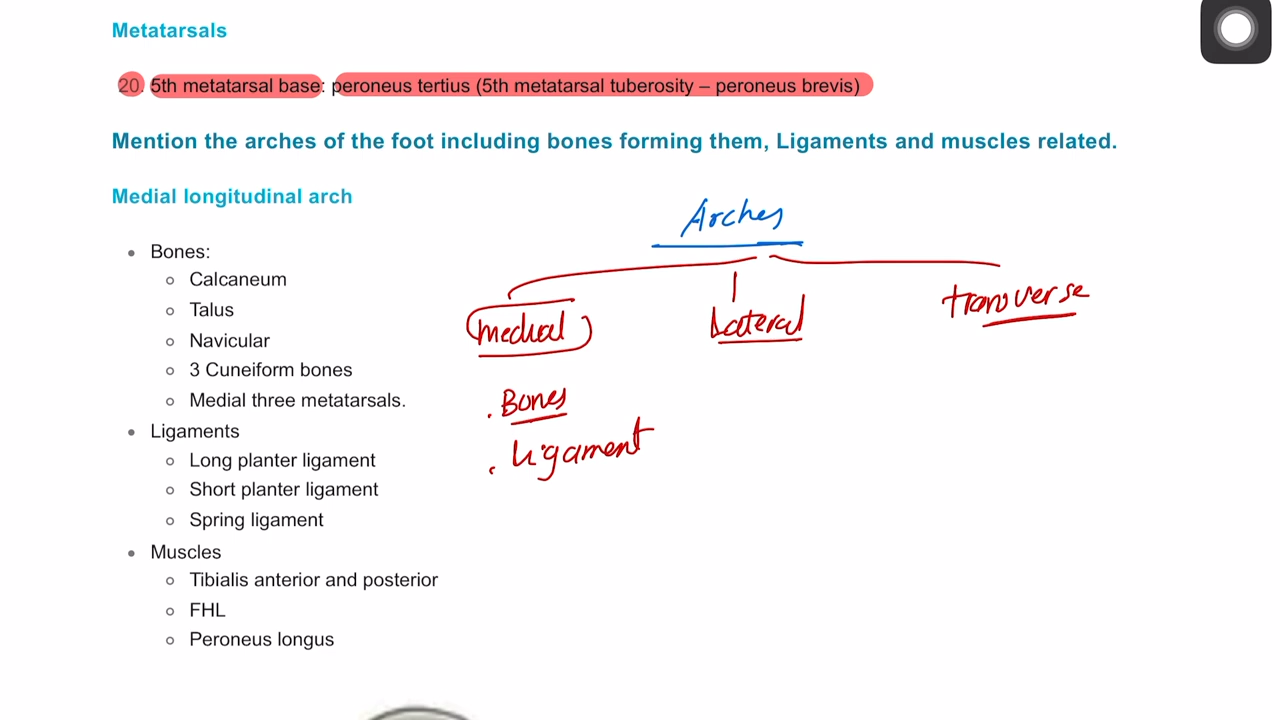 Metatarsals
20. 5th metatarsal base: peroneus tertius (5th metatarsal tuberosity – peroneus brevis)
Mention the arches of the foot including bones forming them, Ligaments and muscles related.
Medial longitudinal arch
Arches
medial Lateral transverse
• Bones:
○ Calcaneum
○ Talus
○ Navicular
○ 3 Cuneiform bones
○ Medial three metatarsals.
• Ligaments
○ Long planter ligament
○ Short planter ligament
○ Spring ligament
• Muscles
○ Tibialis anterior and posterior
○ FHL
○ Peroneus longus
. Bones
. Ligament